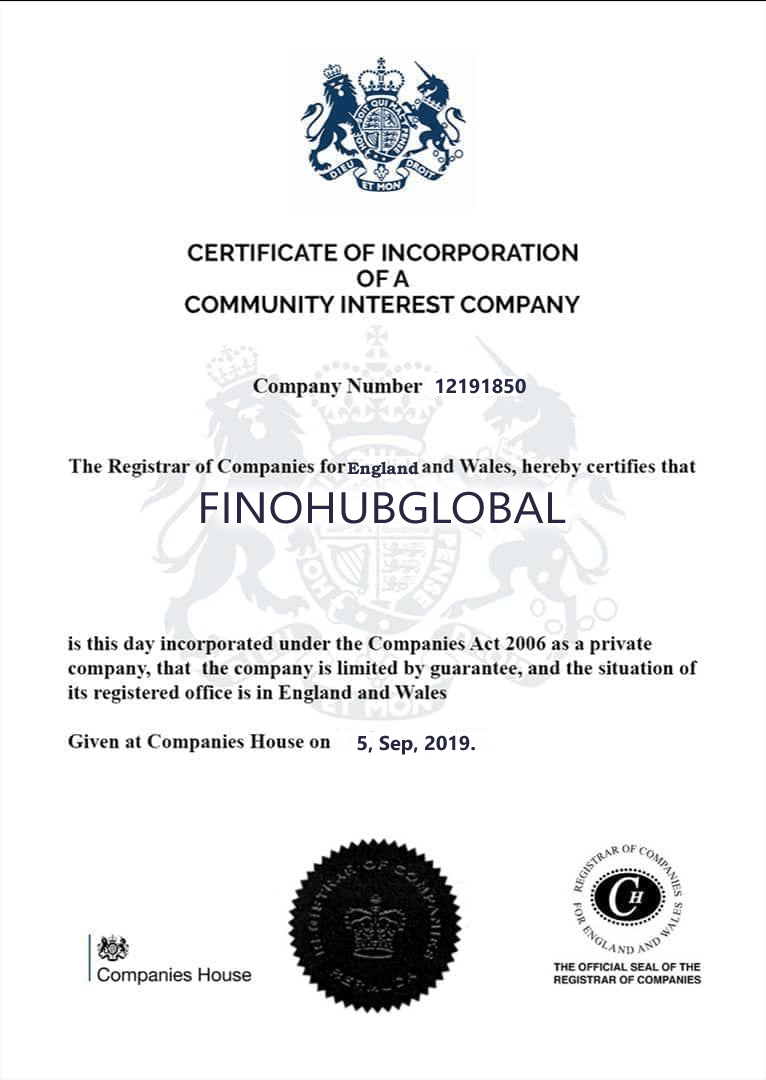 SOIT QUI MAL Y PENSE
DIEU ET MON DROIT
CERTIFICATE OF INCORPORATION
OF A
COMMUNITY INTEREST COMPANY
Company Number 12191850
The Registrar of Companies for England and Wales, hereby certifies that
FINOHUBGLOBAL
is this day incorporated under the Companies Act 2006 as a private
company, that the company is limited by guarantee, and the situation of
its registered office is in England and Wales
Given at Companies House on 5, Sep, 2019.
REGISTRAR OF COMPANIES
BERMUDA
Companies House
REGISTRAR OF COMPANIES
FOR ENGLAND AND WALES
CH
THE OFFICIAL SEAL OF THE
REGISTRAR OF COMPANIES